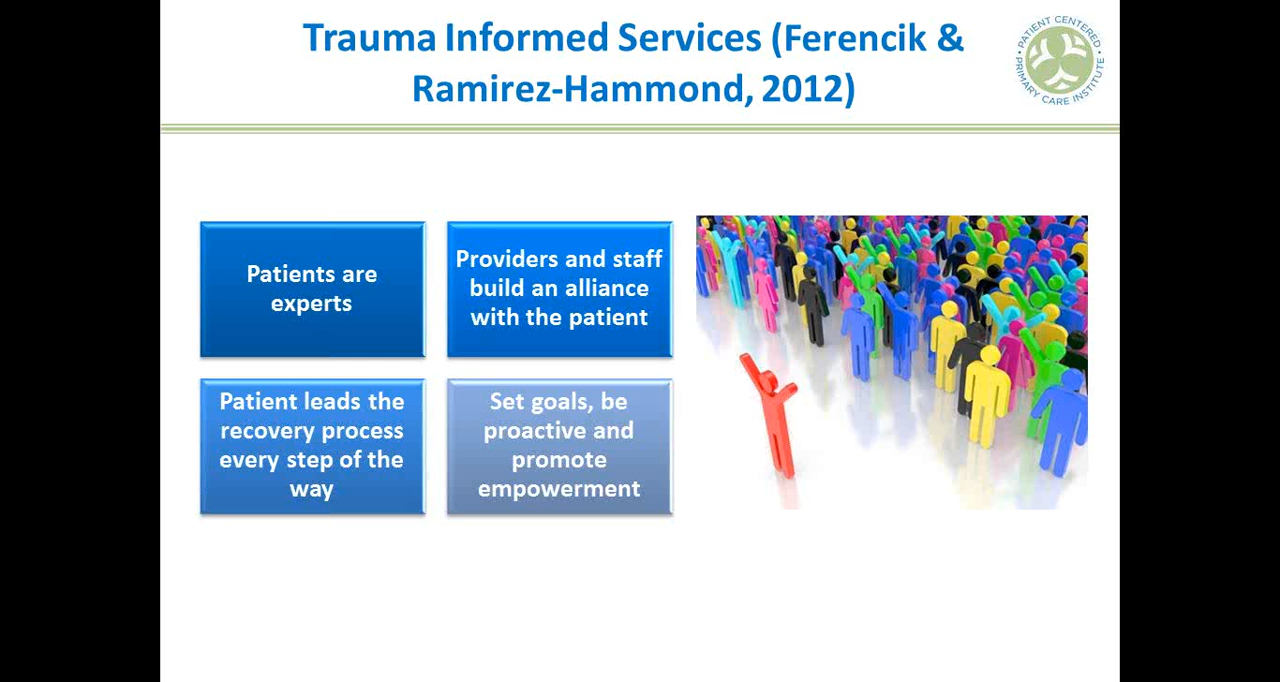 Trauma Informed Services (Ferencik &
Ramirez-Hammond, 2012)
• PATIENT CENTERED •
PRIMARY CARE INSTITUTE
Patients are
experts
Providers and staff
build an alliance
with the patient
Patient leads the
recovery process
every step of the
way
Set goals, be
proactive and
promote
empowerment